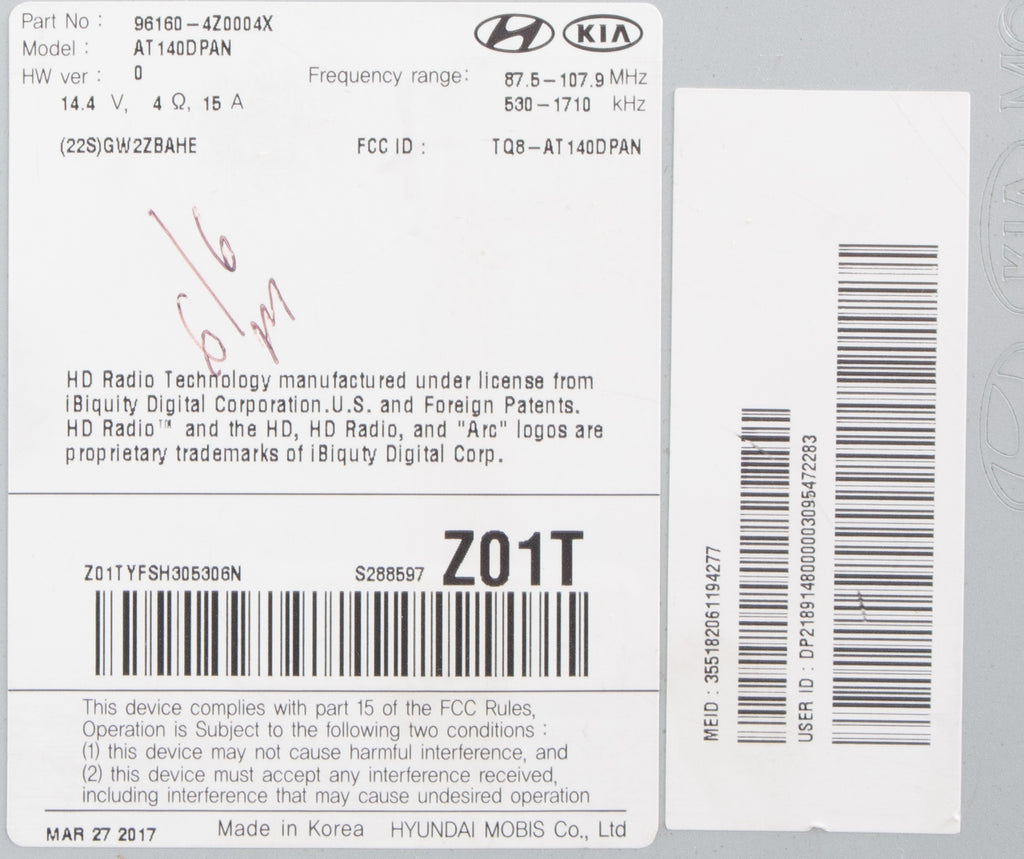 Part No : 96160-4Z0004X
Model : AT140DPAN
HW ver : 0
14.4 V, 4 Ω, 15 A
KIA
Frequency range: 87.5-107.9 MHz
530-1710 kHz
(22S)GW2ZBAHE
FCC ID : TQ8-AT140DPAN
6/6
HD Radio Technology manufactured under license from
iBiquity Digital Corporation.U.S. and Foreign Patents.
HD Radio™ and the HD, HD Radio, and "Arc" logos are
proprietary trademarks of iBiquty Digital Corp.
Z01TYFSH305306N S288597 Z01T
This device complies with part 15 of the FCC Rules,
Operation is Subject to the following two conditions :
(1) this device may not cause harmful interference, and
(2) this device must accept any interference received,
including interference that may cause undesired operation
MAR 27 2017 Made in Korea HYUNDAI MOBIS Co., Ltd
MEID : 355182061194277
USER ID : DP21891480000003095472283
KIA